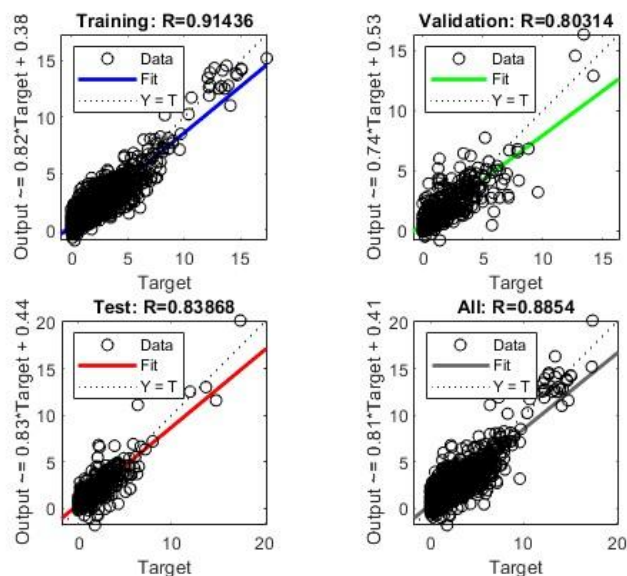 Training: R=0.91436
Output ~= 0.82*Target + 0.38
15
10
5
0
Data
Fit
Y = T
0
5
10
15
Target
Validation: R=0.80314
Output ~= 0.74*Target + 0.53
15
10
5
0
Data
Fit
Y = T
0
5
10
15
Target
Test: R=0.83868
Output ~= 0.83*Target + 0.44
20
15
10
5
0
Data
Fit
Y = T
0
10
20
Target
All: R=0.8854
Output ~= 0.81*Target + 0.41
20
15
10
5
0
Data
Fit
Y = T
0
10
20
Target